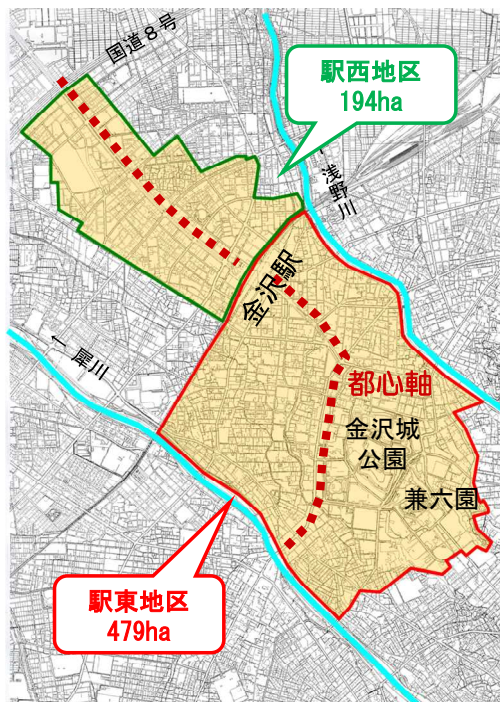 国道８号
駅西地区
194ha
↑
浅野川
金沢駅
← 犀川
都心軸
金沢城
公園
兼六園
駅東地区
479ha